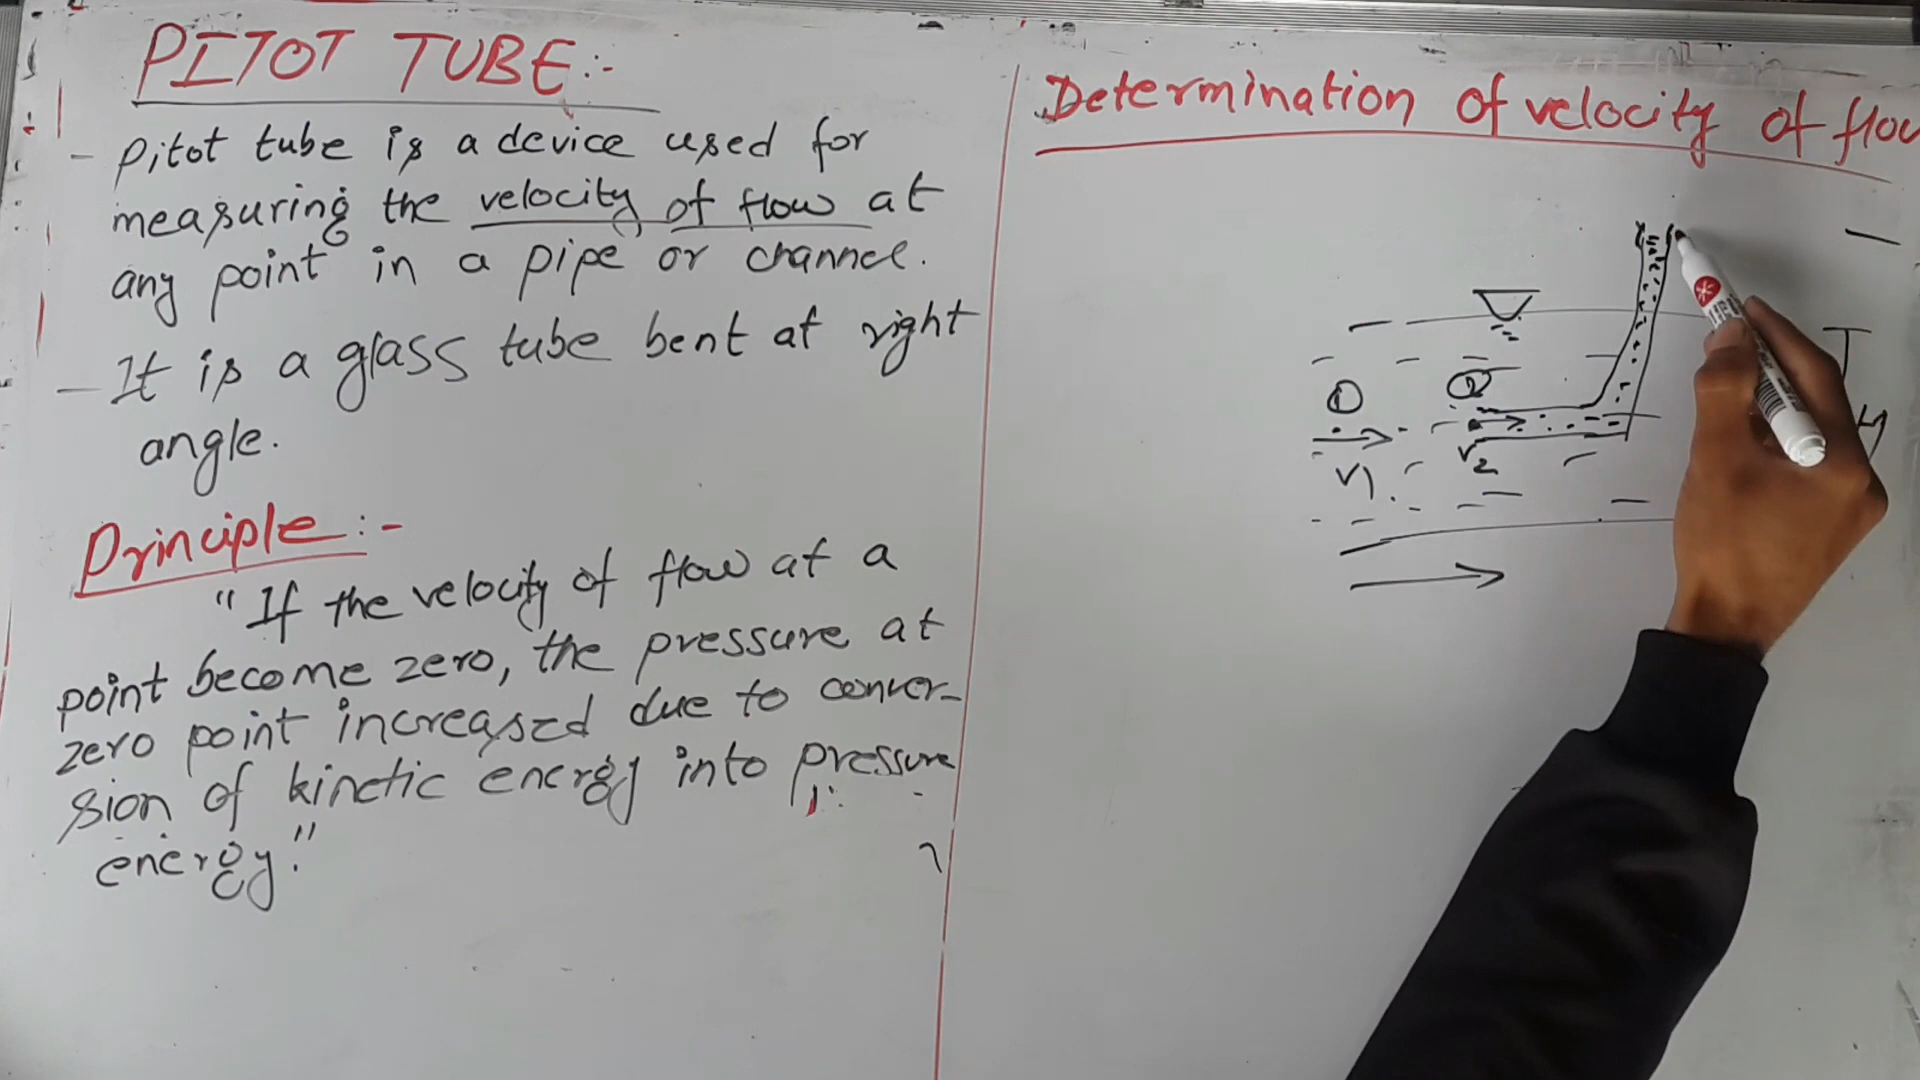 PITOT TUBE:-
- pitot tube is a device used for
measuring the velocity of flow at
any point in a pipe or channel.
- It is a glass tube bent at right
angle.
Principle:-
"If the velocity of flow at a
point become zero, the pressure at
zero point increased due to conver-
sion of kinetic energy into pressure
energy."
Determination of velocity of flow
① ②
V1 V2
H